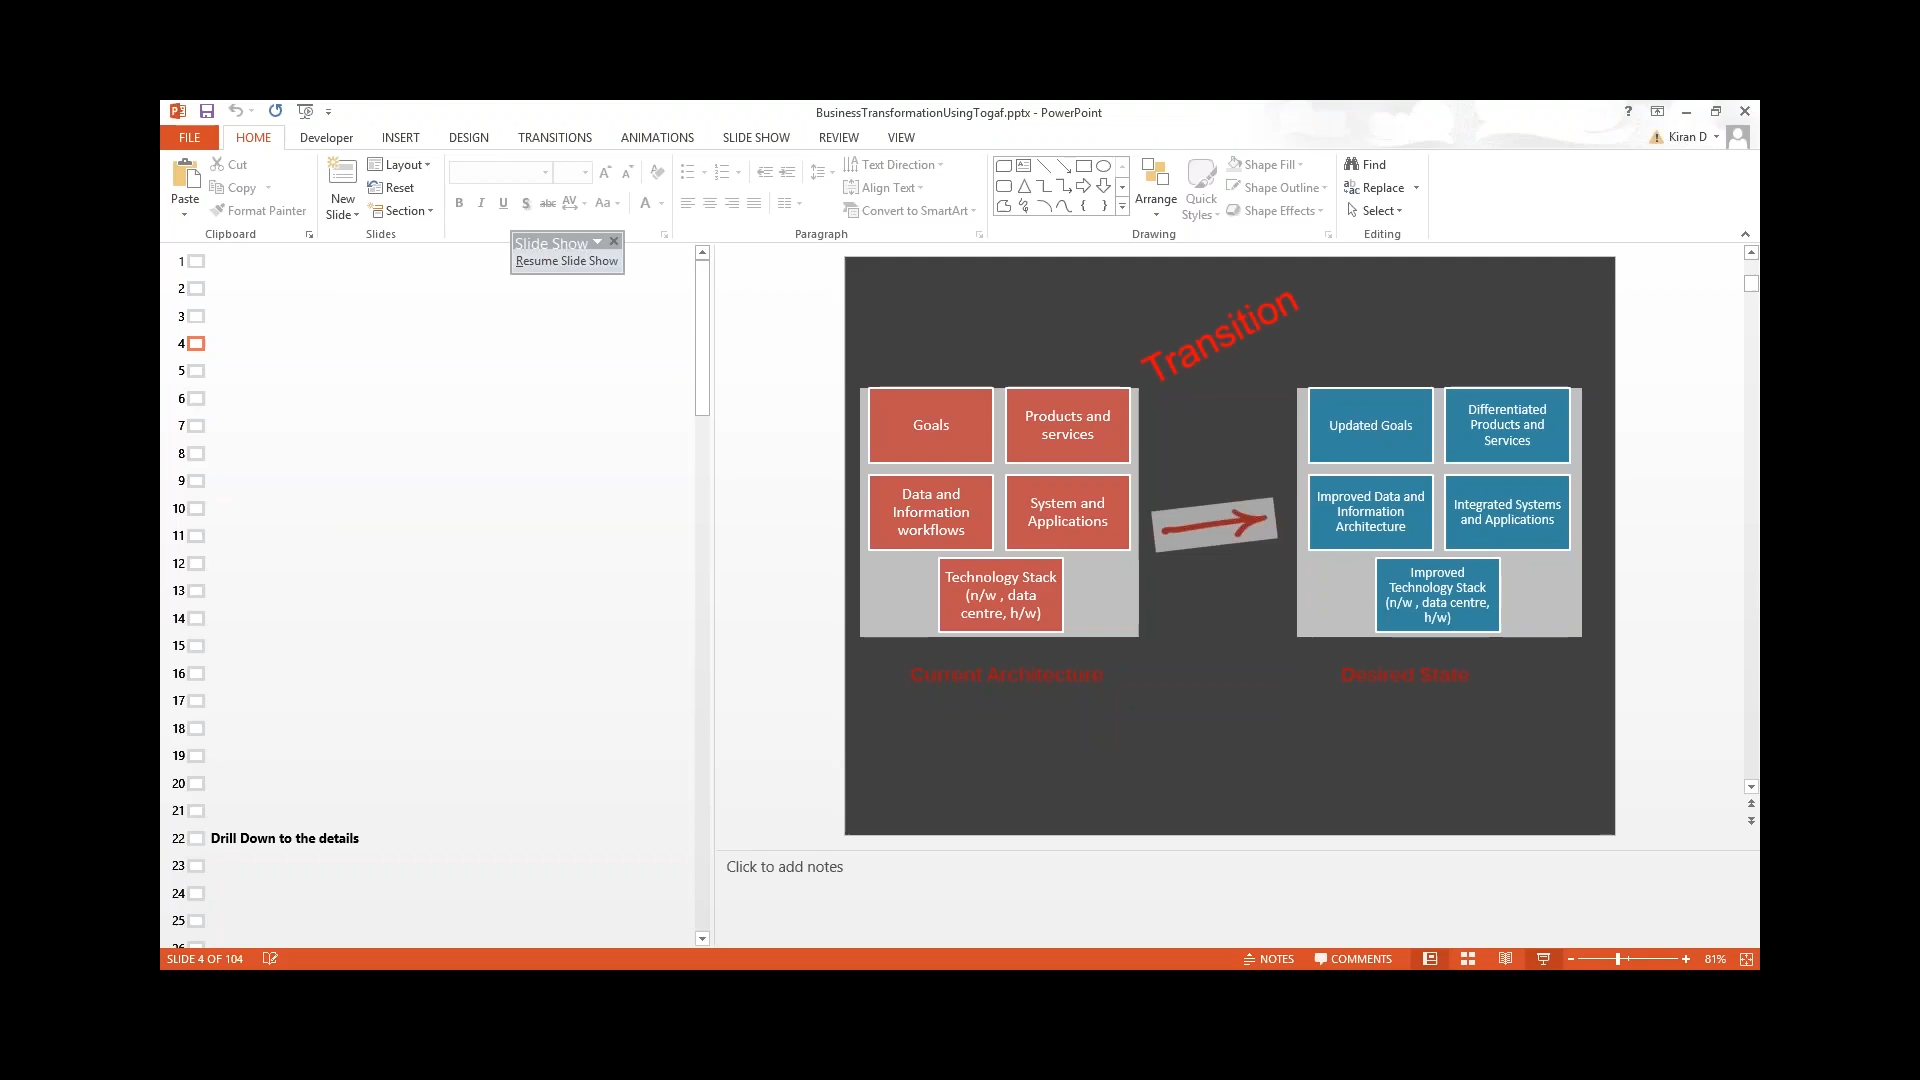 BusinessTransformationUsingTogaf.pptx - PowerPoint
?
FILE HOME Developer INSERT DESIGN TRANSITIONS ANIMATIONS SLIDE SHOW REVIEW VIEW Kiran D
Paste
Cut
Copy
Format Painter
Clipboard
New
Slide
Layout
Reset
Section
Slides
B I U S abc AV Aa A
Text Direction
Align Text
Convert to SmartArt
Paragraph
Arrange
Quick
Styles
Shape Fill
Shape Outline
Shape Effects
Drawing
Find
Replace
Select
Editing
Slide Show
Resume Slide Show
1
2
3
4
5
6
7
8
9
10
11
12
13
14
15
16
17
18
19
20
21
22 Drill Down to the details
23
24
25
26
Transition
Goals
Products and
services
Data and
Information
workflows
System and
Applications
Technology Stack
(n/w , data
centre, h/w)
Current Architecture
Updated Goals
Differentiated
Products and
Services
Improved Data and
Information
Architecture
Integrated Systems
and Applications
Improved
Technology Stack
(n/w , data centre,
h/w)
Desired State
Click to add notes
SLIDE 4 OF 104 NOTES COMMENTS 81%